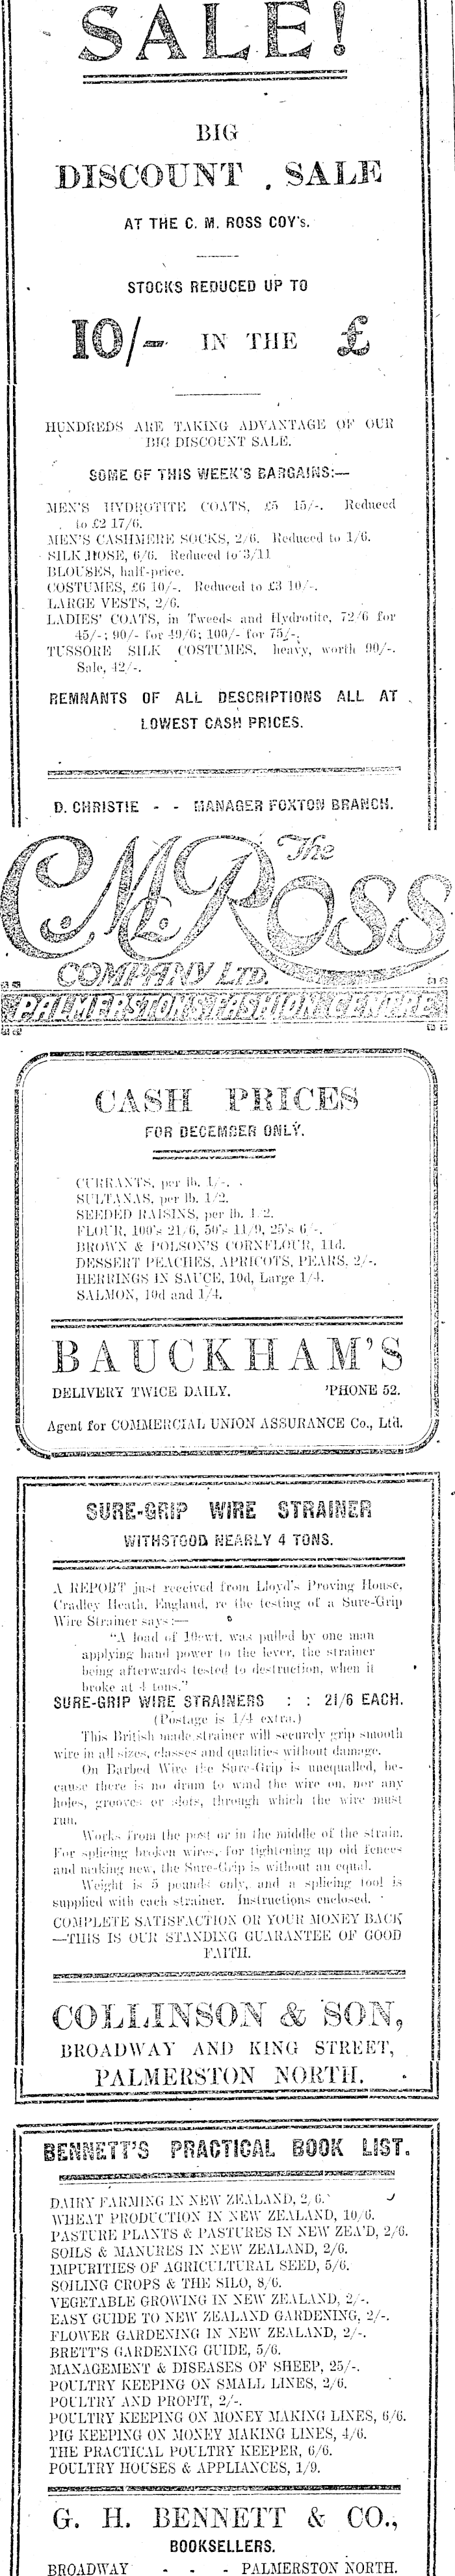 SALE!
BIG
DISCOUNT SALE
AT THE C. M. ROSS COY's.
STOCKS REDUCED UP TO
10/- IN THE £
HUNDREDS ARE TAKING ADVANTAGE OF OUR
BIG DISCOUNT SALE.
SOME OF THIS WEEK'S BARGAINS:—
MEN'S HYDROTITE COATS, £5 15/-. Reduced
to £2 17/6.
MEN'S CASHMERE SOCKS, 2/6. Reduced to 1/6.
SILK HOSE, 6/6. Reduced to 3/11
BLOUSES, half-price.
COSTUMES, £6 10/-. Reduced to £3 10/-.
LARGE VESTS, 2/6.
LADIES' COATS, in Tweeds and Hydrotite, 72/6 for
45/-; 90/- for 49/6; 100/- for 75/-.
TUSSORE SILK COSTUMES, heavy, worth 90/-.
Sale, 42/-.
REMNANTS OF ALL DESCRIPTIONS ALL AT
LOWEST CASH PRICES.
D. CHRISTIE - - MANAGER FOXTON BRANCH.
The
C.M. Ross
COMPANY LTD.
PALMERSTON'S FASHION CENTRE
CASH PRICES
FOR DECEMBER ONLY.
CURRANTS, per lb. 1/-.
SULTANAS, per lb. 1/2.
SEEDED RAISINS, per lb. 1/2.
FLOUR, 100's 21/6, 50's 11/9, 25's 6/-.
BROWN & POLSON'S CORNFLOUR, 11d.
DESSERT PEACHES, APRICOTS, PEARS, 2/-.
HERRINGS IN SAUCE, 10d, Large 1/4.
SALMON, 10d and 1/4.
BAUCKHAM'S
DELIVERY TWICE DAILY. 'PHONE 52.
Agent for COMMERCIAL UNION ASSURANCE Co., Ltd.
SURE-GRIP WIRE STRAINER
WITHSTOOD NEARLY 4 TONS.
A REPORT just received from Lloyd's Proving House,
Cradley Heath, England, re the testing of a Sure-Grip
Wire Strainer says:—
"A load of 19cwt. was pulled by one man
applying hand power to the lever, the strainer
being afterwards tested to destruction, when it
broke at 4 tons."
SURE-GRIP WIRE STRAINERS : : 21/6 EACH.
(Postage is 1/4 extra.)
This British made strainer will securely grip smooth
wire in all sizes, classes and qualities without damage.
On Barbed Wire the Sure-Grip is unequalled, be-
cause there is no drum to wind the wire on, nor any
holes, grooves or slots, through which the wire must
run.
Works from the post or in the middle of the strain.
For splicing broken wires, for tightening up old fences
and making new, the Sure-Grip is without an equal.
Weight is 5 pounds only, and a splicing tool is
supplied with each strainer. Instructions enclosed.
COMPLETE SATISFACTION OR YOUR MONEY BACK
—THIS IS OUR STANDING GUARANTEE OF GOOD
FAITH.
COLLINSON & SON,
BROADWAY AND KING STREET,
PALMERSTON NORTH.
BENNETT'S PRACTICAL BOOK LIST.
DAIRY FARMING IN NEW ZEALAND, 2/6.
WHEAT PRODUCTION IN NEW ZEALAND, 10/6.
PASTURE PLANTS & PASTURES IN NEW ZEA'D, 2/6.
SOILS & MANURES IN NEW ZEALAND, 2/6.
IMPURITIES OF AGRICULTURAL SEED, 5/6.
SOILING CROPS & THE SILO, 8/6.
VEGETABLE GROWING IN NEW ZEALAND, 2/-.
EASY GUIDE TO NEW ZEALAND GARDENING, 2/-.
FLOWER GARDENING IN NEW ZEALAND, 2/-.
BRETT'S GARDENING GUIDE, 5/6.
MANAGEMENT & DISEASES OF SHEEP, 25/-.
POULTRY KEEPING ON SMALL LINES, 2/6.
POULTRY AND PROFIT, 2/-.
POULTRY KEEPING ON MONEY MAKING LINES, 6/6.
PIG KEEPING ON MONEY MAKING LINES, 4/6.
THE PRACTICAL POULTRY KEEPER, 6/6.
POULTRY HOUSES & APPLIANCES, 1/9.
G. H. BENNETT & CO.,
BOOKSELLERS.
BROADWAY - - - PALMERSTON NORTH.